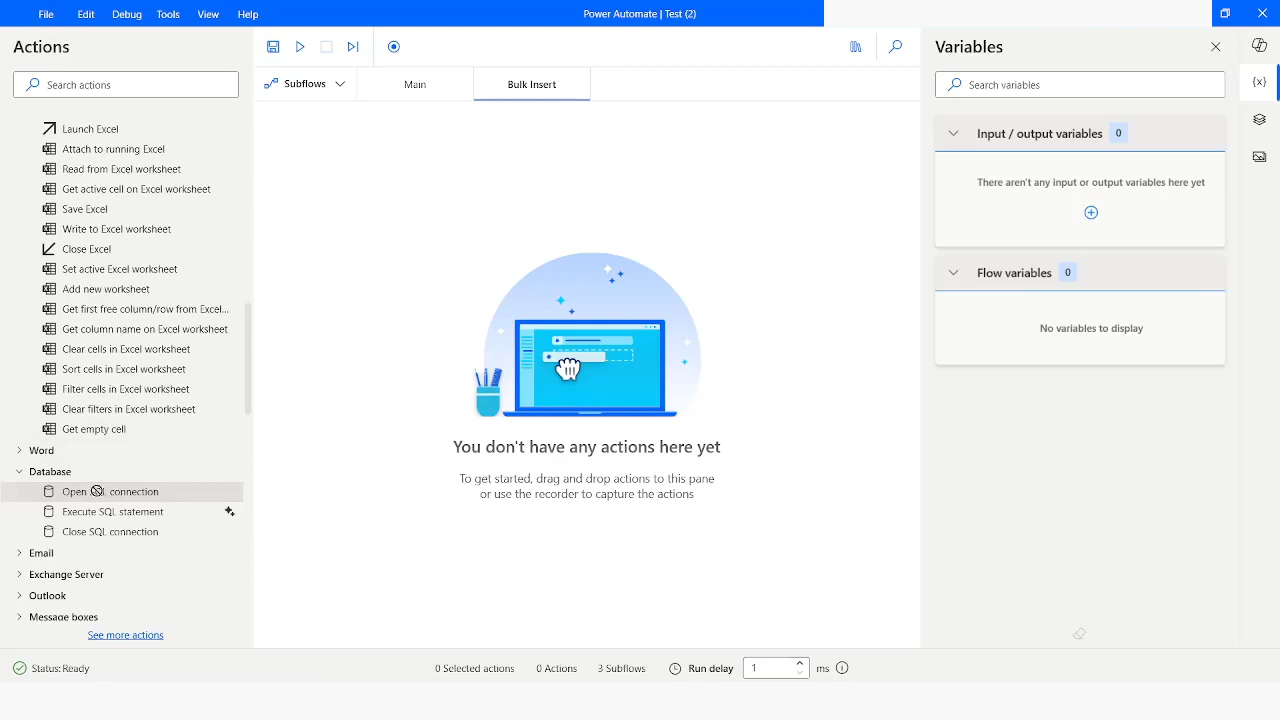 File Edit Debug Tools View Help
Power Automate | Test (2)
Actions
Search actions
Launch Excel
Attach to running Excel
Read from Excel worksheet
Get active cell on Excel worksheet
Save Excel
Write to Excel worksheet
Close Excel
Set active Excel worksheet
Add new worksheet
Get first free column/row from Excel...
Get column name on Excel worksheet
Clear cells in Excel worksheet
Sort cells in Excel worksheet
Filter cells in Excel worksheet
Clear filters in Excel worksheet
Get empty cell
Word
Database
Open SQL connection
Execute SQL statement
Close SQL connection
Email
Exchange Server
Outlook
Message boxes
See more actions
Subflows
Main
Bulk Insert
You don't have any actions here yet
To get started, drag and drop actions to this pane
or use the recorder to capture the actions
Variables
Search variables
Input / output variables 0
There aren't any input or output variables here yet
Flow variables 0
No variables to display
{x}
Status: Ready
0 Selected actions
0 Actions
3 Subflows
Run delay
1
ms